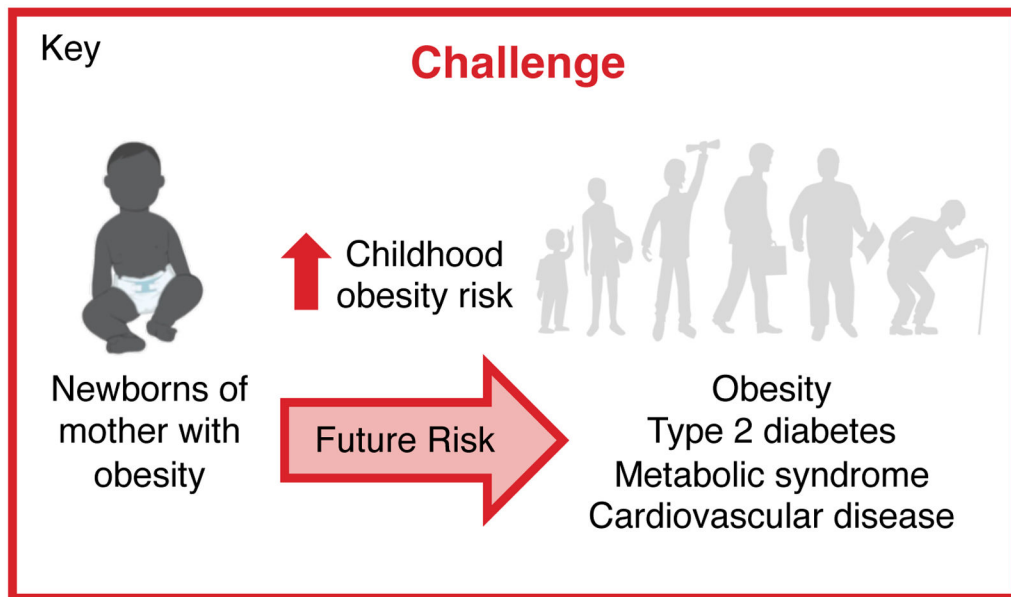 Key
Challenge
Childhood
obesity risk
Newborns of
mother with
obesity
Future Risk
Obesity
Type 2 diabetes
Metabolic syndrome
Cardiovascular disease